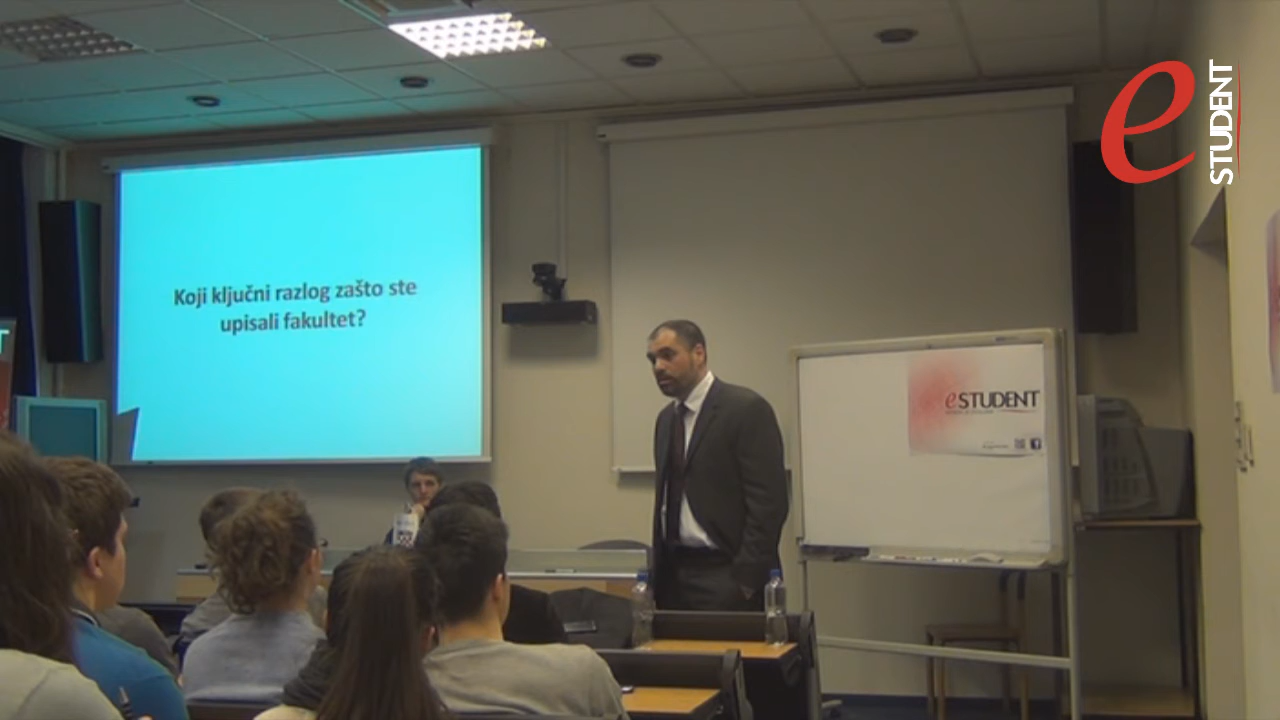 Koji ključni razlog zašto ste
upisali fakultet?
e STUDENT
eSTUDENT